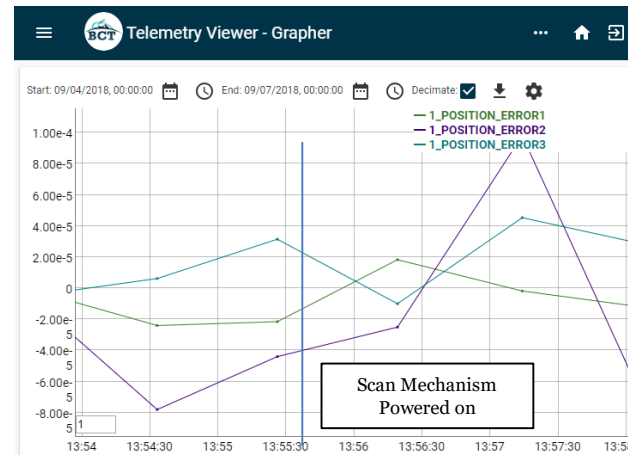 BCT
Telemetry Viewer - Grapher
Start: 09/04/2018, 00:00:00 End: 09/07/2018, 00:00:00 Decimate:
1_POSITION_ERROR1
1_POSITION_ERROR2
1_POSITION_ERROR3
1.00e-4
8.00e-5
6.00e-5
4.00e-5
2.00e-5
0
-2.00e-
5
-4.00e-
5
-6.00e-
5
-8.00e-
5
1
Scan Mechanism
Powered on
13:54 13:54:30 13:55 13:55:30 13:56 13:56:30 13:57 13:57:30 13:58